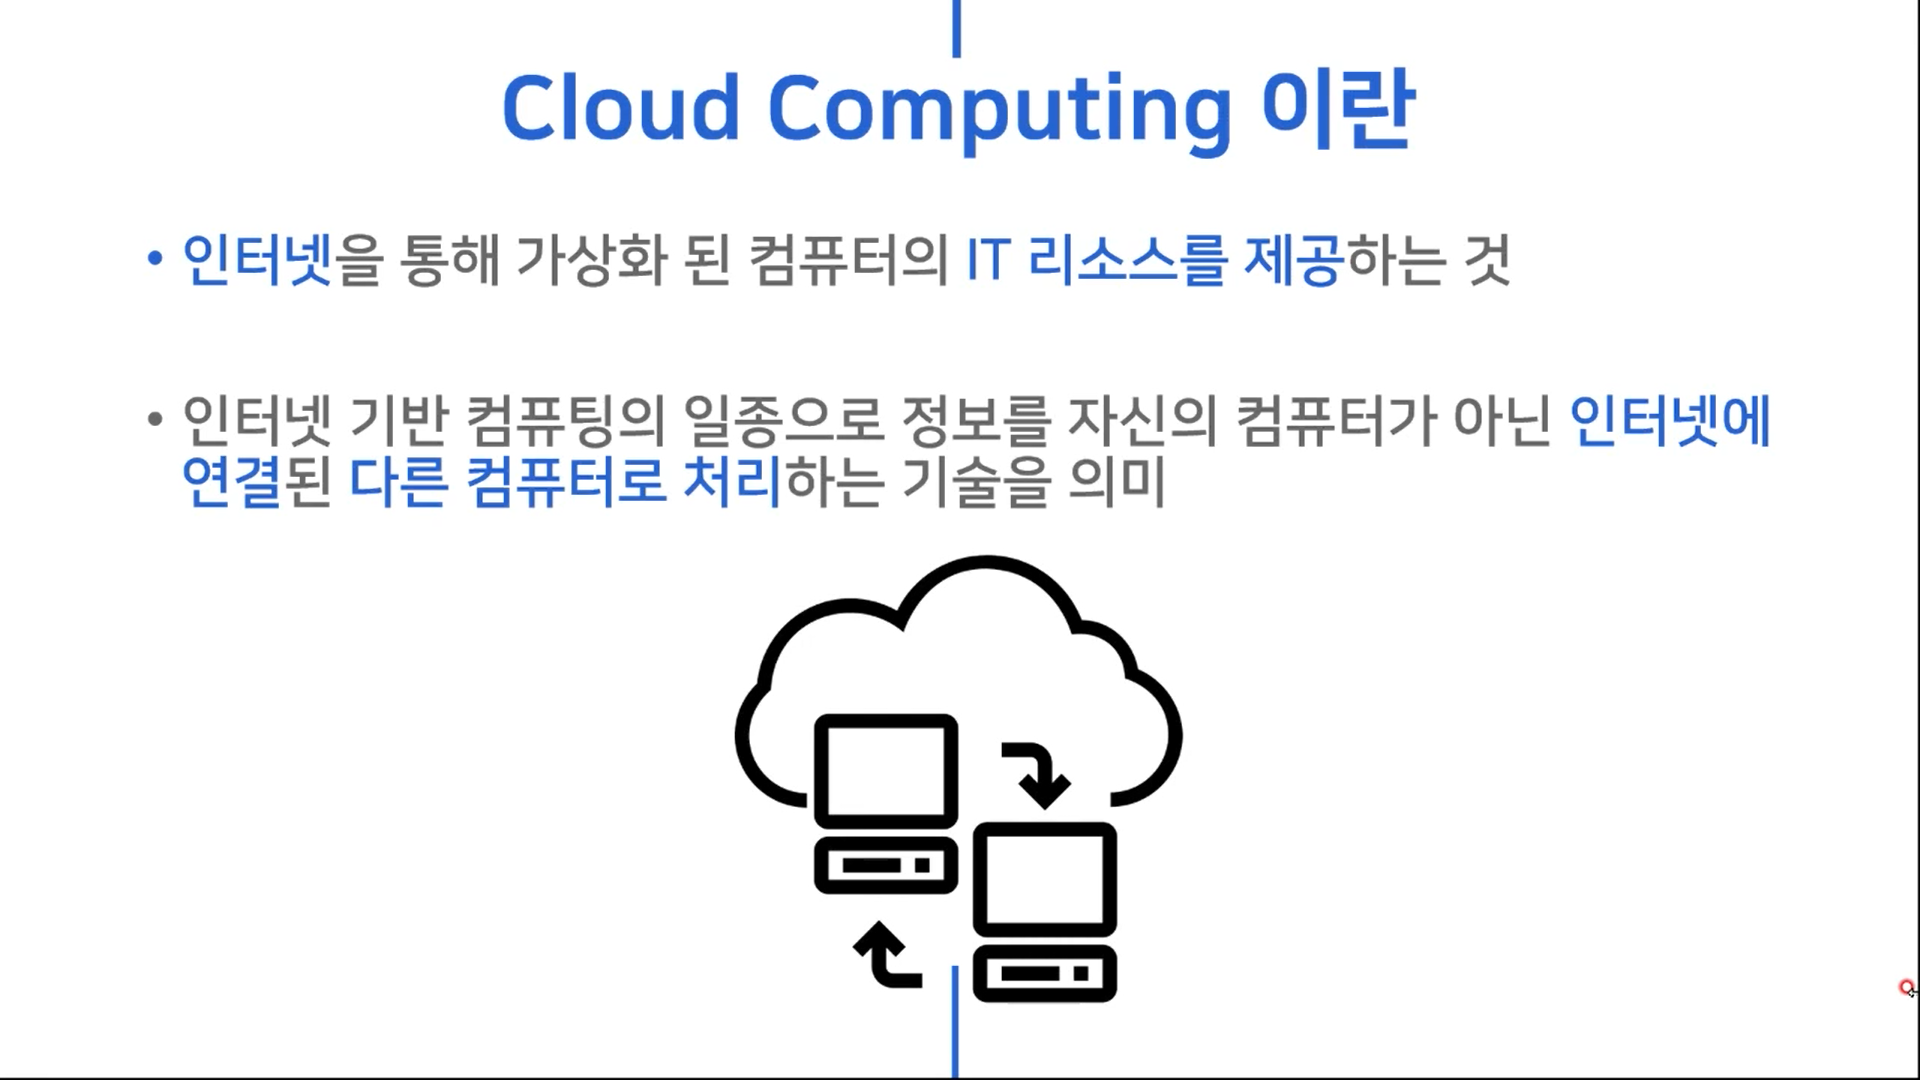 Cloud Computing 이란
• 인터넷을 통해 가상화 된 컴퓨터의 IT 리소스를 제공하는 것
• 인터넷 기반 컴퓨팅의 일종으로 정보를 자신의 컴퓨터가 아닌 인터넷에
연결된 다른 컴퓨터로 처리하는 기술을 의미